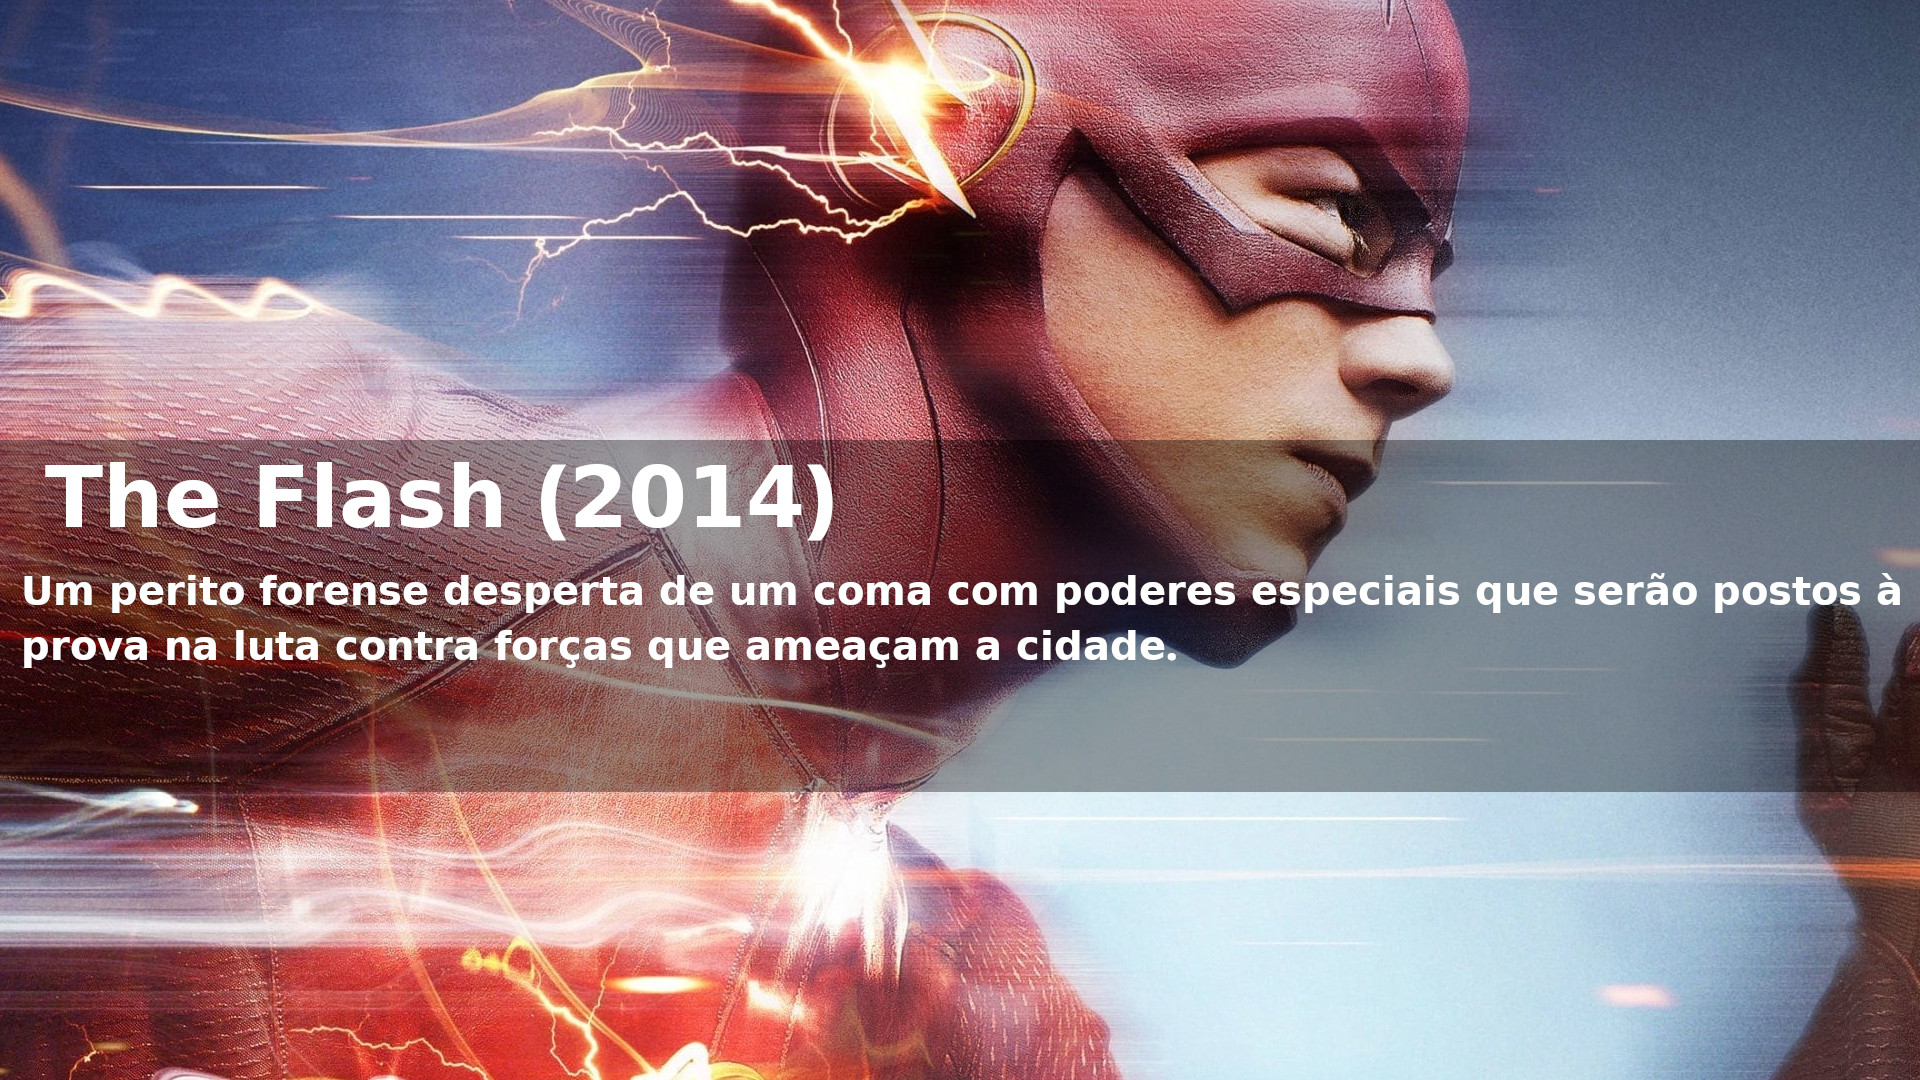 The Flash (2014)
Um perito forense desperta de um coma com poderes especiais que serão postos à
prova na luta contra forças que ameaçam a cidade.